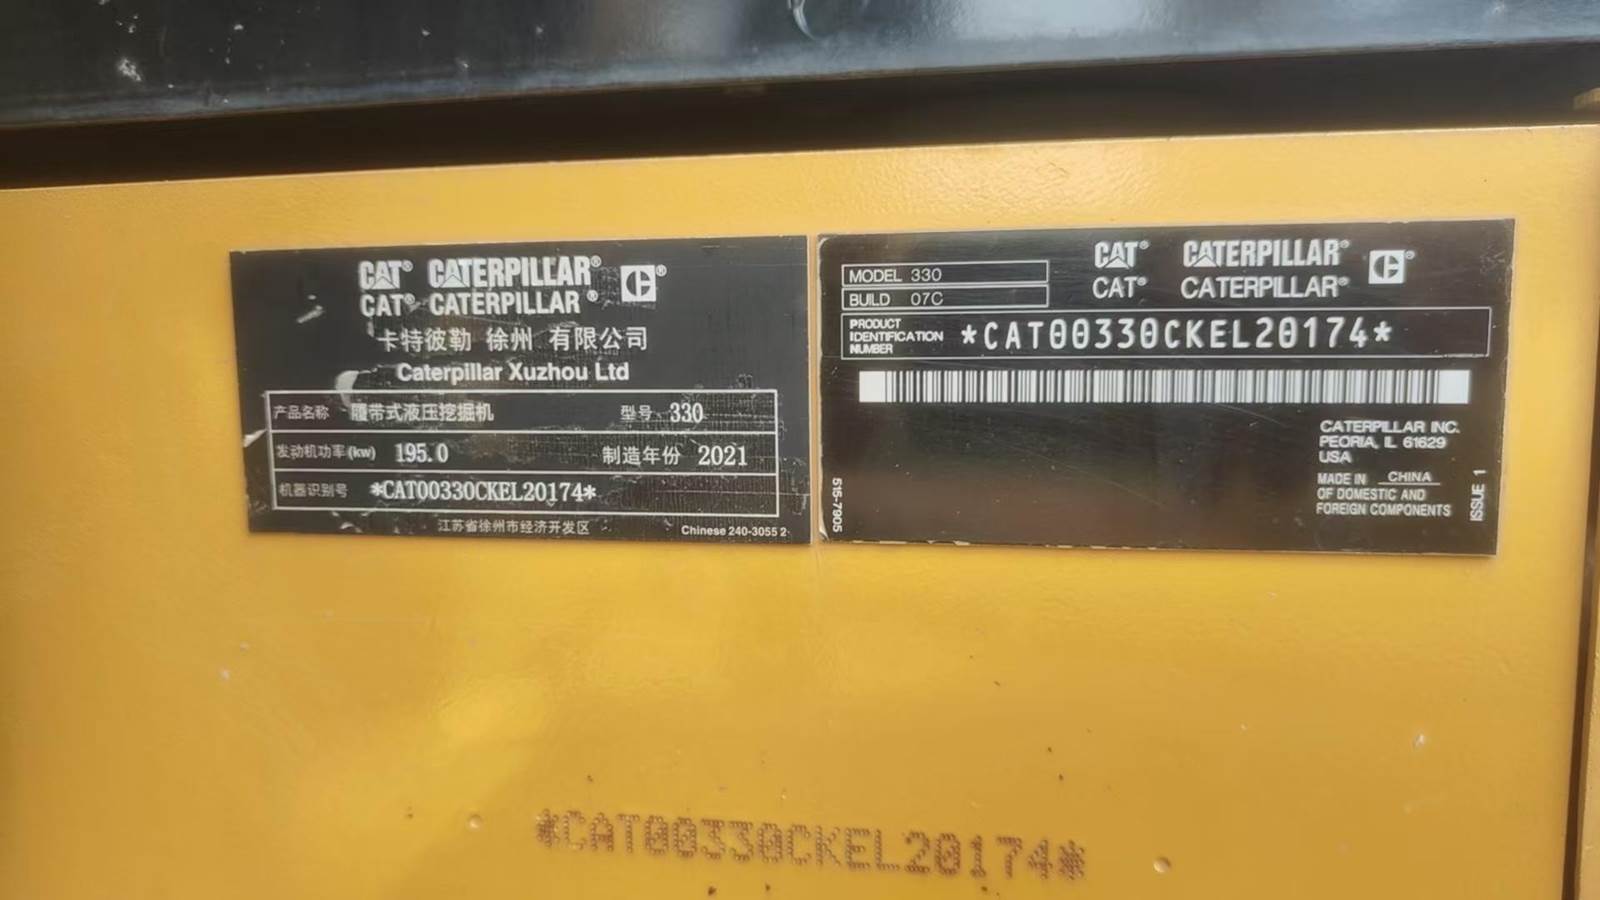 CAT® CATERPILLAR®
CAT® CATERPILLAR®
卡特彼勒 徐州 有限公司
Caterpillar Xuzhou Ltd
产品名称 履带式液压挖掘机 型号 330
发动机功率(kw) 195.0 制造年份 2021
机器识别号 *CAT00330CKEL20174*
江苏省徐州市经济开发区
Chinese 240-3055 2
CAT® CATERPILLAR®
CAT® CATERPILLAR®
MODEL 330
BUILD 07C
PRODUCT IDENTIFICATION NUMBER *CAT00330CKEL20174*
CATERPILLAR INC.
PEORIA, IL 61629
USA
MADE IN CHINA
OF DOMESTIC AND
FOREIGN COMPONENTS
515-7905
ISSUE 1
*CAT00330CKEL20174*